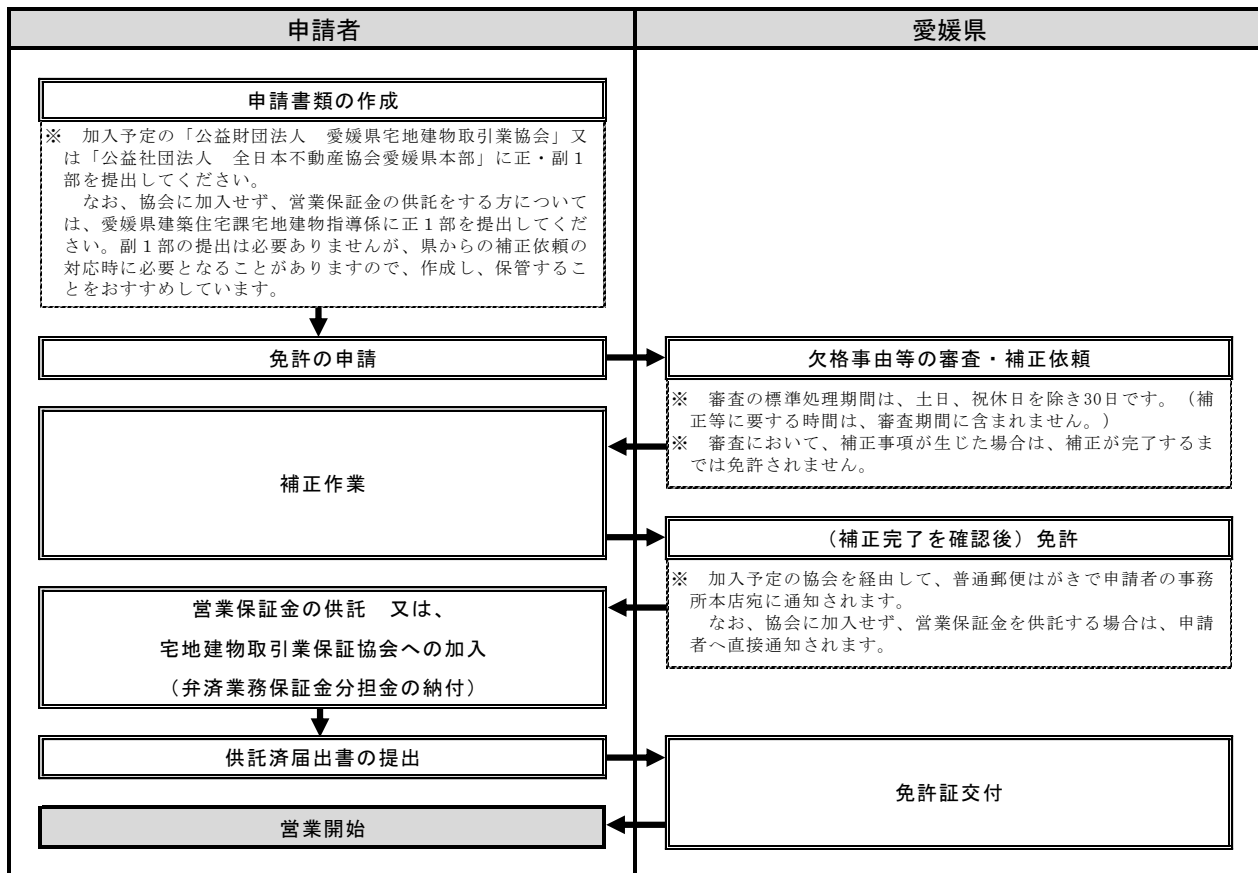 申請者
愛媛県
申請書類の作成
※　加入予定の「公益財団法人　愛媛県宅地建物取引業協会」又
は「公益社団法人　全日本不動産協会愛媛県本部」に正・副１
部を提出してください。
　なお、協会に加入せず、営業保証金の供託をする方について
は、愛媛県建築住宅課宅地建物指導係に正１部を提出してくだ
さい。副１部の提出は必要ありませんが、県からの補正依頼の
対応時に必要となることがありますので、作成し、保管するこ
とをおすすめしています。
免許の申請
欠格事由等の審査・補正依頼
※　審査の標準処理期間は、土日、祝休日を除き30日です。（補
正等に要する時間は、審査期間に含まれません。）
※　審査において、補正事項が生じた場合は、補正が完了するま
では免許されません。
補正作業
（補正完了を確認後）免許
※　加入予定の協会を経由して、普通郵便はがきで申請者の事務
所本店宛に通知されます。
　なお、協会に加入せず、営業保証金を供託する場合は、申請
者へ直接通知されます。
営業保証金の供託　又は、
宅地建物取引業保証協会への加入
（弁済業務保証金分担金の納付）
供託済届出書の提出
免許証交付
営業開始